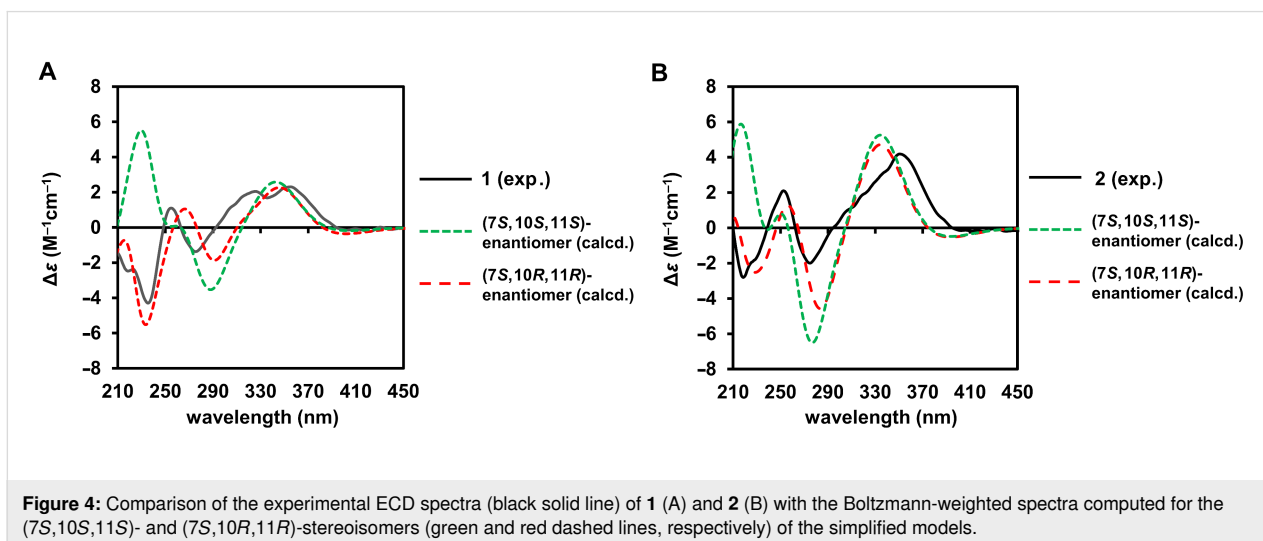 A
8
6
4
2
0
–2
–4
–6
–8
Δε (M⁻¹cm⁻¹)
210 250 290 330 370 410 450
wavelength (nm)
1 (exp.)
(7S,10S,11S)-
enantiomer (calcd.)
(7S,10R,11R)-
enantiomer (calcd.)
B
8
6
4
2
0
–2
–4
–6
–8
Δε (M⁻¹cm⁻¹)
210 250 290 330 370 410 450
wavelength (nm)
2 (exp.)
(7S,10S,11S)-
enantiomer (calcd.)
(7S,10R,11R)-
enantiomer (calcd.)
Figure 4: Comparison of the experimental ECD spectra (black solid line) of 1 (A) and 2 (B) with the Boltzmann-weighted spectra computed for the
(7S,10S,11S)- and (7S,10R,11R)-stereoisomers (green and red dashed lines, respectively) of the simplified models.